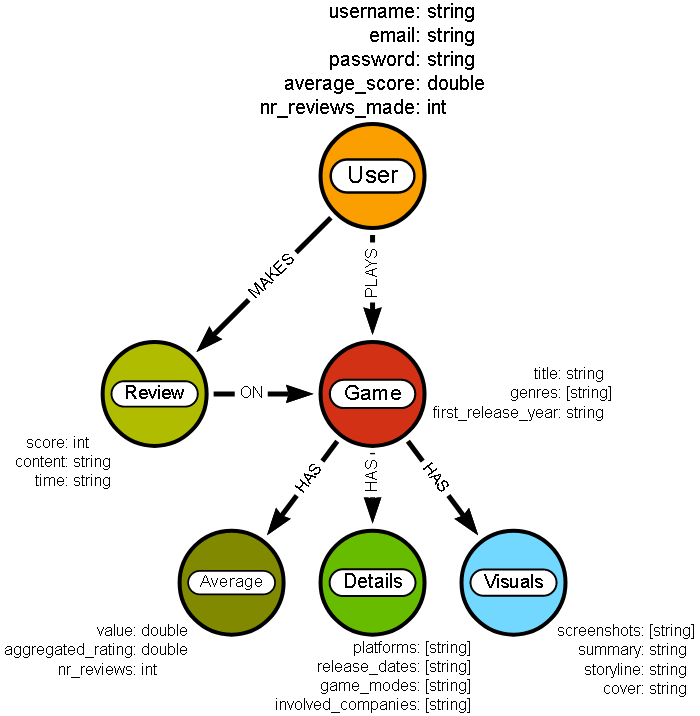 username: string
email: string
password: string
average_score: double
nr_reviews_made: int
User
MAKES
PLAYS
Review
ON
Game
title: string
genres: [string]
first_release_year: string
score: int
content: string
time: string
HAS
HAS
HAS
Average
Details
Visuals
value: double
aggregated_rating: double
nr_reviews: int
platforms: [string]
release_dates: [string]
game_modes: [string]
involved_companies: [string]
screenshots: [string]
summary: string
storyline: string
cover: string